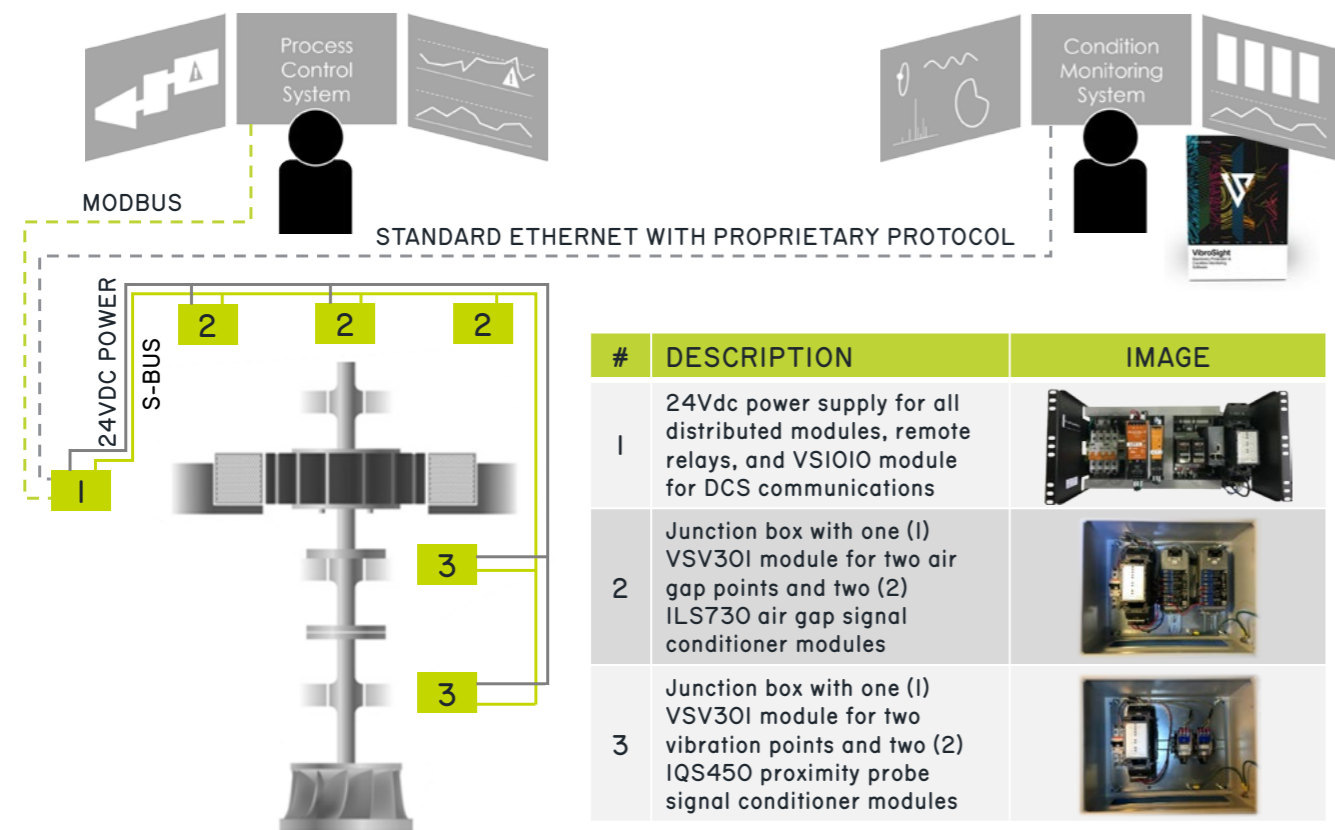 Process
Control
System
Condition
Monitoring
System
MODBUS
STANDARD ETHERNET WITH PROPRIETARY PROTOCOL
VibroSight
24VDC POWER
S-BUS
2
2
2
1
3
3
# DESCRIPTION IMAGE
1
24Vdc power supply for all
distributed modules, remote
relays, and VS1010 module
for DCS communications
2
Junction box with one (1)
VSV301 module for two air
gap points and two (2)
ILS730 air gap signal
conditioner modules
3
Junction box with one (1)
VSV301 module for two
vibration points and two (2)
IQS450 proximity probe
signal conditioner modules